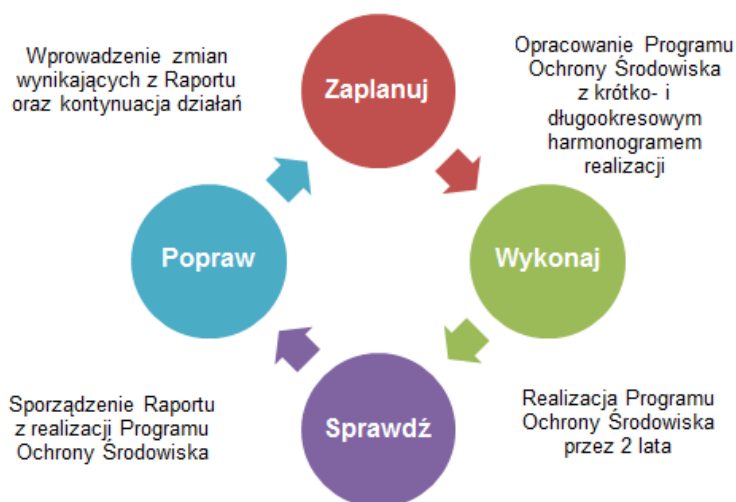 Wprowadzenie zmian
wynikających z Raportu
oraz kontynuacja działań
Zaplanuj
Opracowanie Programu
Ochrony Środowiska
z krótko- i
długookresowym
harmonogramem
realizacji
Popraw
Wykonaj
Sporządzenie Raportu
z realizacji Programu
Ochrony Środowiska
Sprawdź
Realizacja Programu
Ochrony Środowiska
przez 2 lata